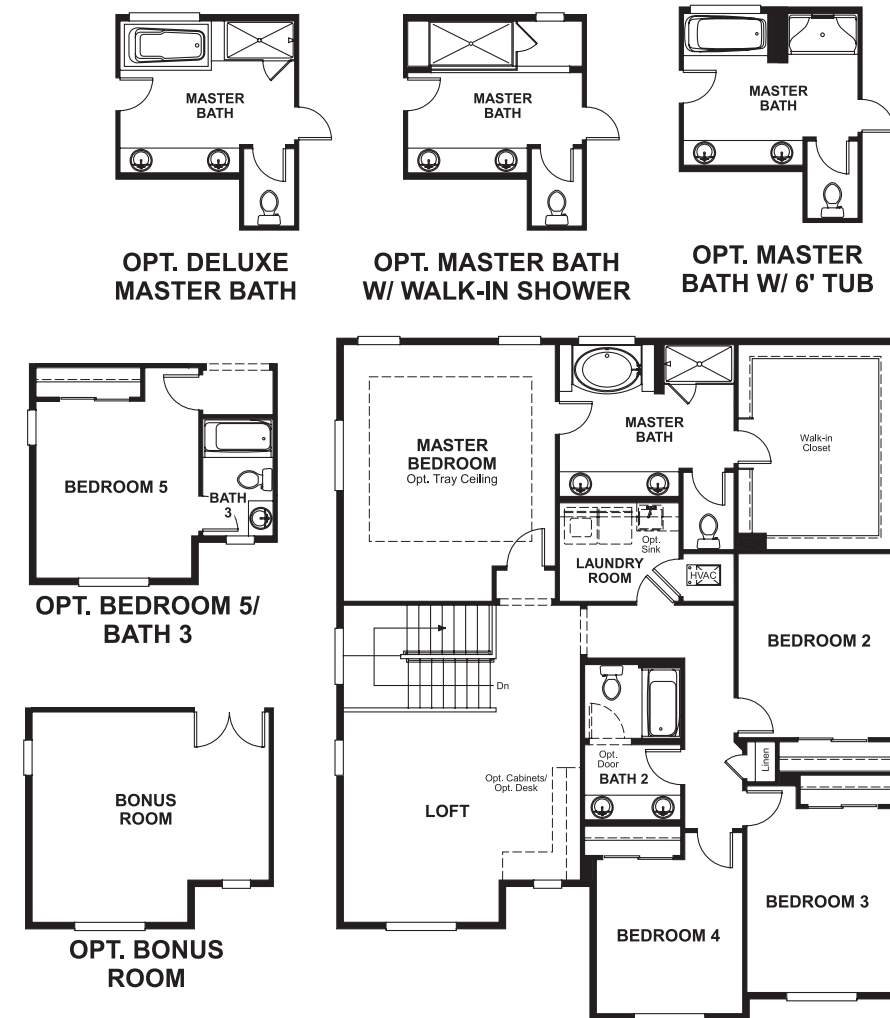 MASTER
BATH
OPT. DELUXE
MASTER BATH
MASTER
BATH
OPT. MASTER BATH
W/ WALK-IN SHOWER
MASTER
BATH
OPT. MASTER
BATH W/ 6' TUB
BEDROOM 5
BATH
3
OPT. BEDROOM 5/
BATH 3
BONUS
ROOM
OPT. BONUS
ROOM
MASTER
BEDROOM
Opt. Tray Ceiling
MASTER
BATH
Walk-in
Closet
Opt.
Sink
LAUNDRY
ROOM
HVAC
BEDROOM 2
Dn
Opt.
Door
BATH 2
Linen
Opt. Cabinets/
Opt. Desk
LOFT
BEDROOM 3
BEDROOM 4